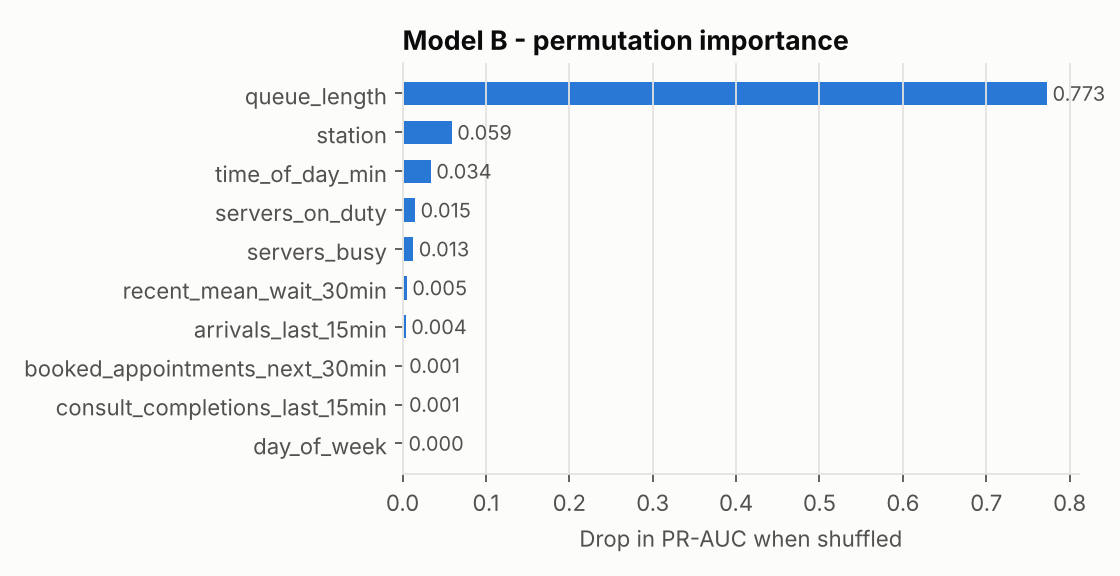 Model B - permutation importance
queue_length 0.773
station 0.059
time_of_day_min 0.034
servers_on_duty 0.015
servers_busy 0.013
recent_mean_wait_30min 0.005
arrivals_last_15min 0.004
booked_appointments_next_30min 0.001
consult_completions_last_15min 0.001
day_of_week 0.000
0.0 0.1 0.2 0.3 0.4 0.5 0.6 0.7 0.8
Drop in PR-AUC when shuffled